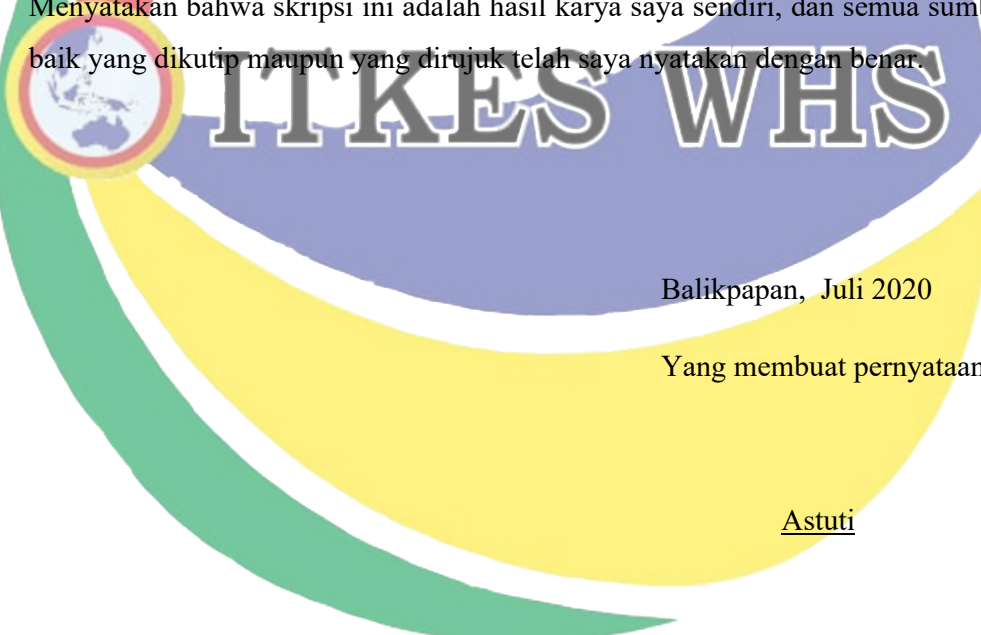 Menyatakan bahwa skripsi ini adalah hasil karya saya sendiri, dan semua
baik yang dikutip maupun yang dirujuk telah saya nyatakan dengan benar.
ITKES WHS
Balikpapan, Juli 2020
Yang membuat pernyataan
Astuti